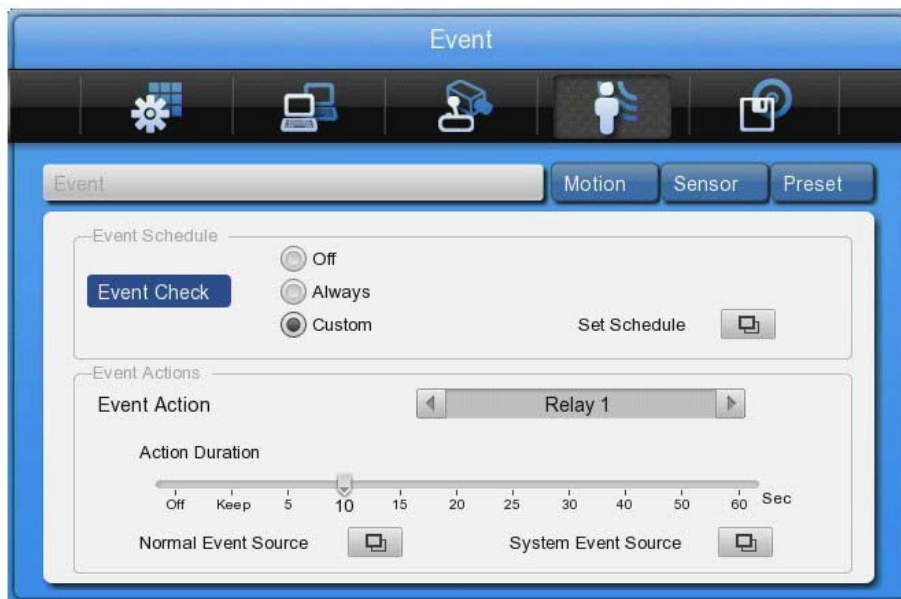 Event
Event Motion Sensor Preset
Event Schedule
Off
Event Check
Always
Custom
Set Schedule
Event Actions
Event Action
Relay 1
Action Duration
Off Keep 5 10 15 20 25 30 40 50 60 Sec
Normal Event Source
System Event Source